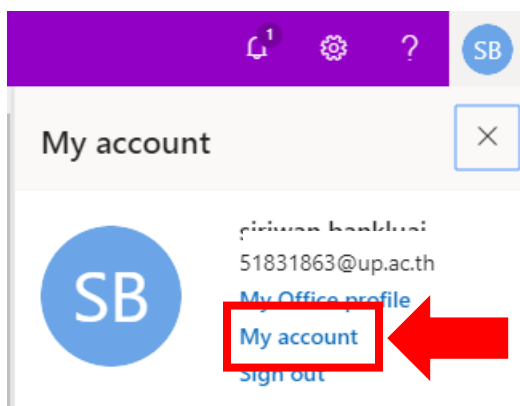 1
?
SB
My account
SB
51831863@up.ac.th
My Office profile
My account
Sign out